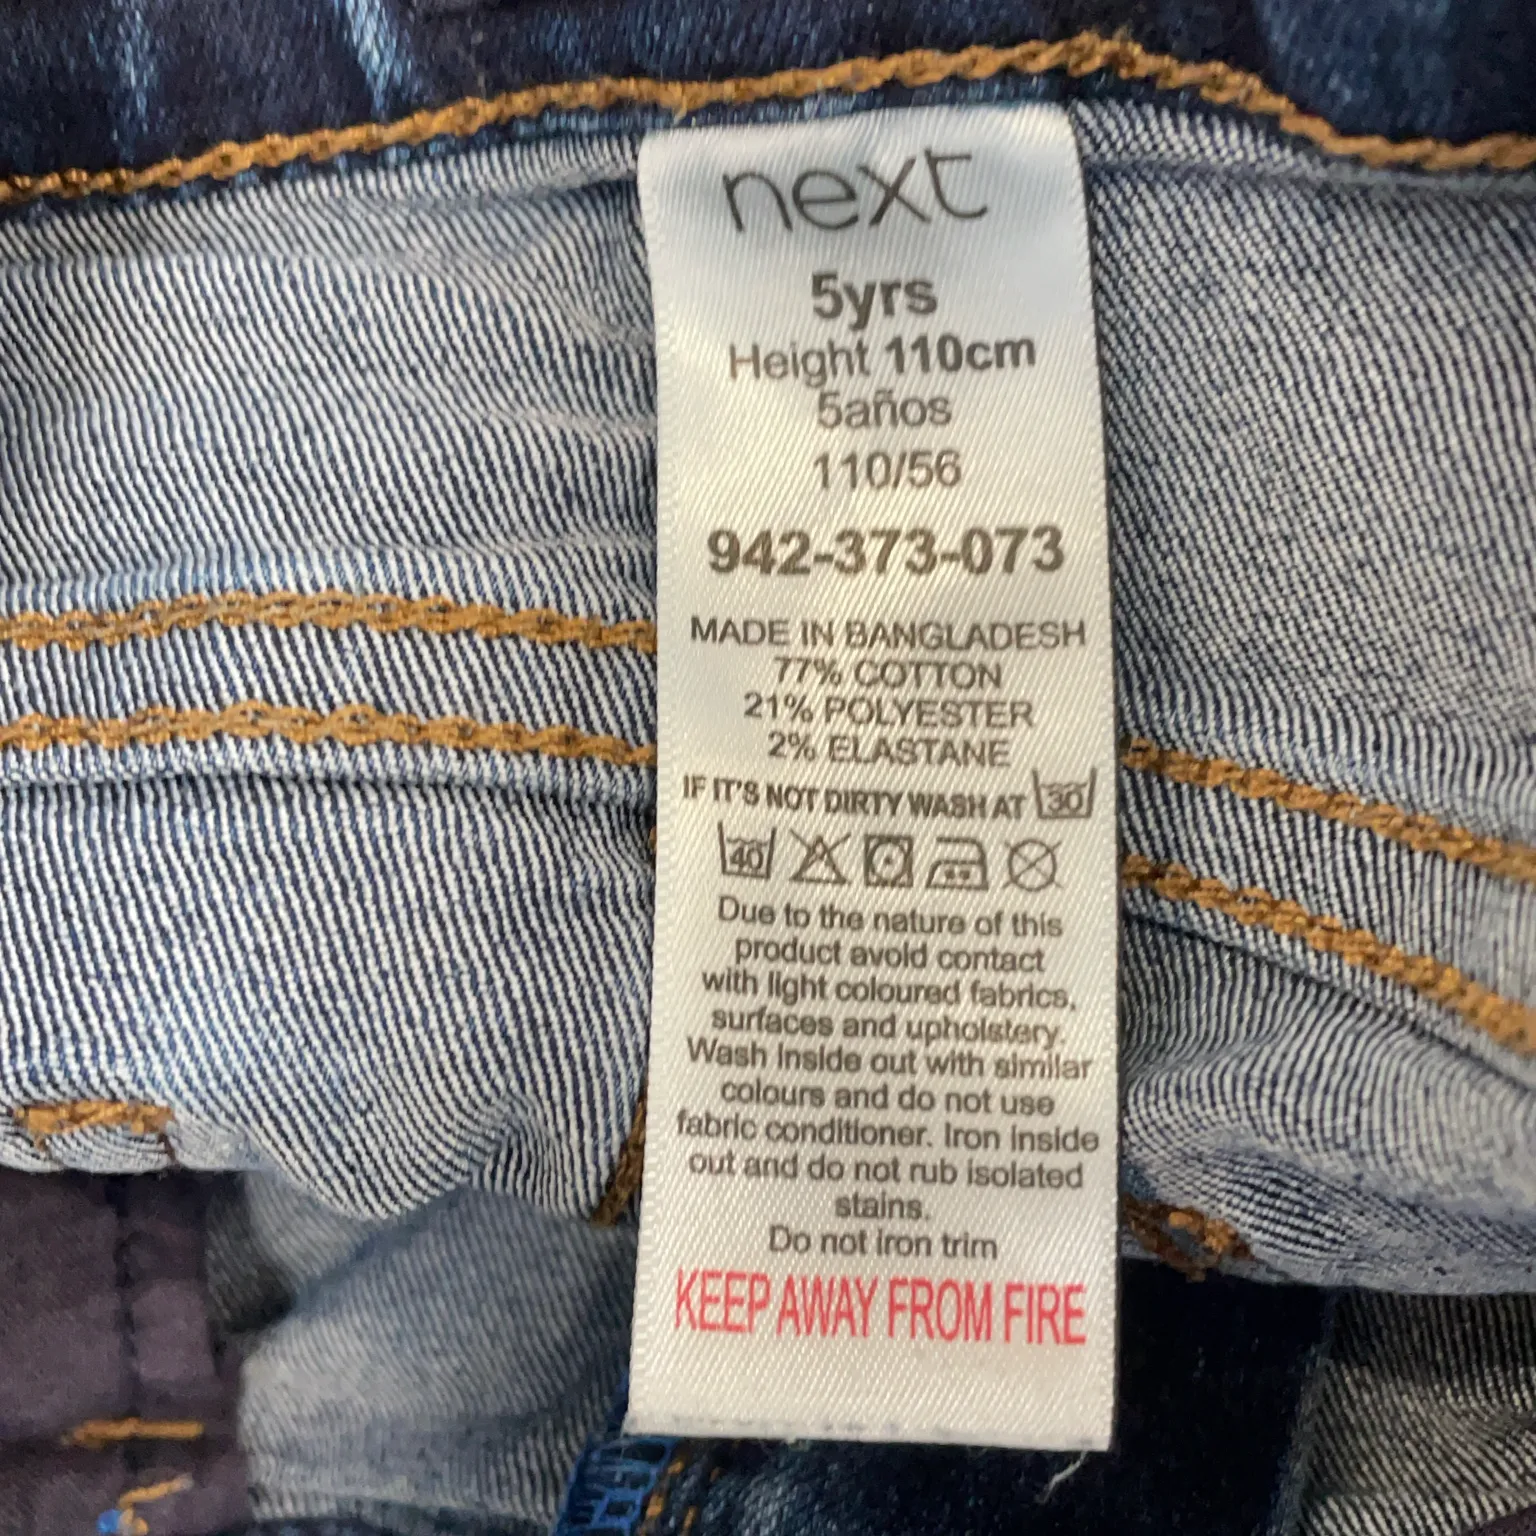 next
5yrs
Height 110cm
5años
110/56
942-373-073
MADE IN BANGLADESH
77% COTTON
21% POLYESTER
2% ELASTANE
IF IT'S NOT DIRTY WASH AT 30
40
Due to the nature of this
product avoid contact
with light coloured fabrics,
surfaces and upholstery.
Wash inside out with similar
colours and do not use
fabric conditioner. Iron inside
out and do not rub isolated
stains.
Do not iron trim
KEEP AWAY FROM FIRE